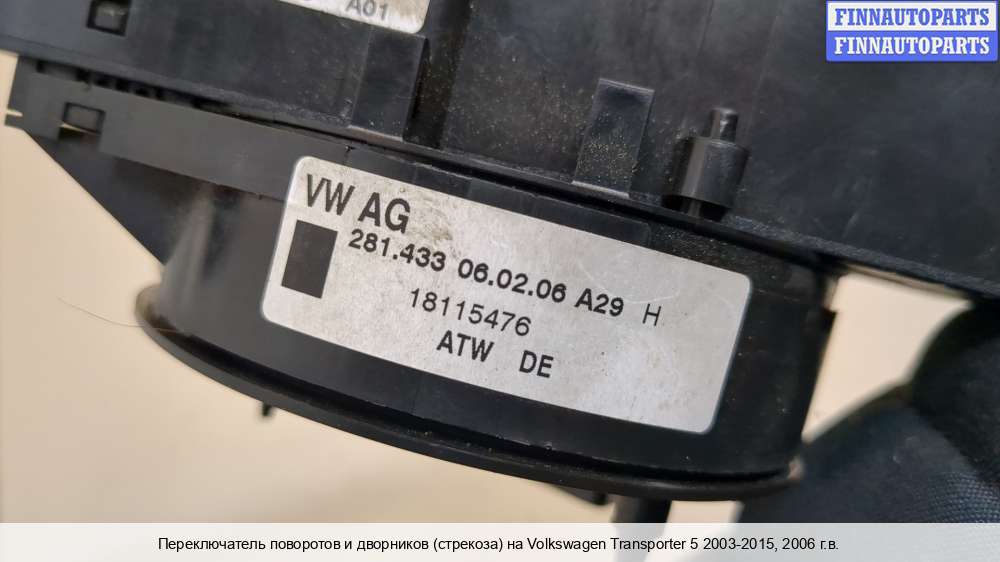 A01
FINNAUTOPARTS
FINNAUTOPARTS
VW AG
281.433 06.02.06 A29 H
18115476
ATW DE
Переключатель поворотов и дворников (стрекоза) на Volkswagen Transporter 5 2003-2015, 2006 г.в.